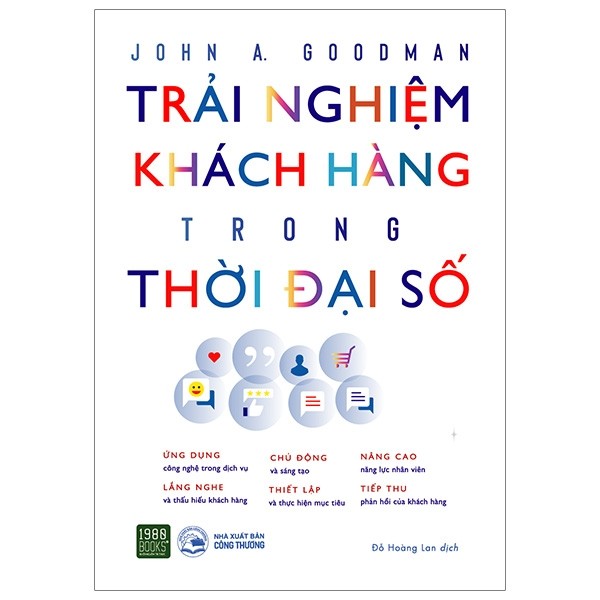 JOHN A. GOODMAN
TRẢI NGHIỆM
KHÁCH HÀNG
TRONG
THỜI ĐẠI SỐ
ỨNG DỤNG
công nghệ trong dịch vụ
CHỦ ĐỘNG
và sáng tạo
NÂNG CAO
năng lực nhân viên
LẮNG NGHE
và thấu hiểu khách hàng
THIẾT LẬP
và thực hiện mục tiêu
TIẾP THU
phản hồi của khách hàng
1980
BOOKS
NHÀ XUẤT BẢN
CÔNG THƯƠNG
Đỗ Hoàng Lan dịch